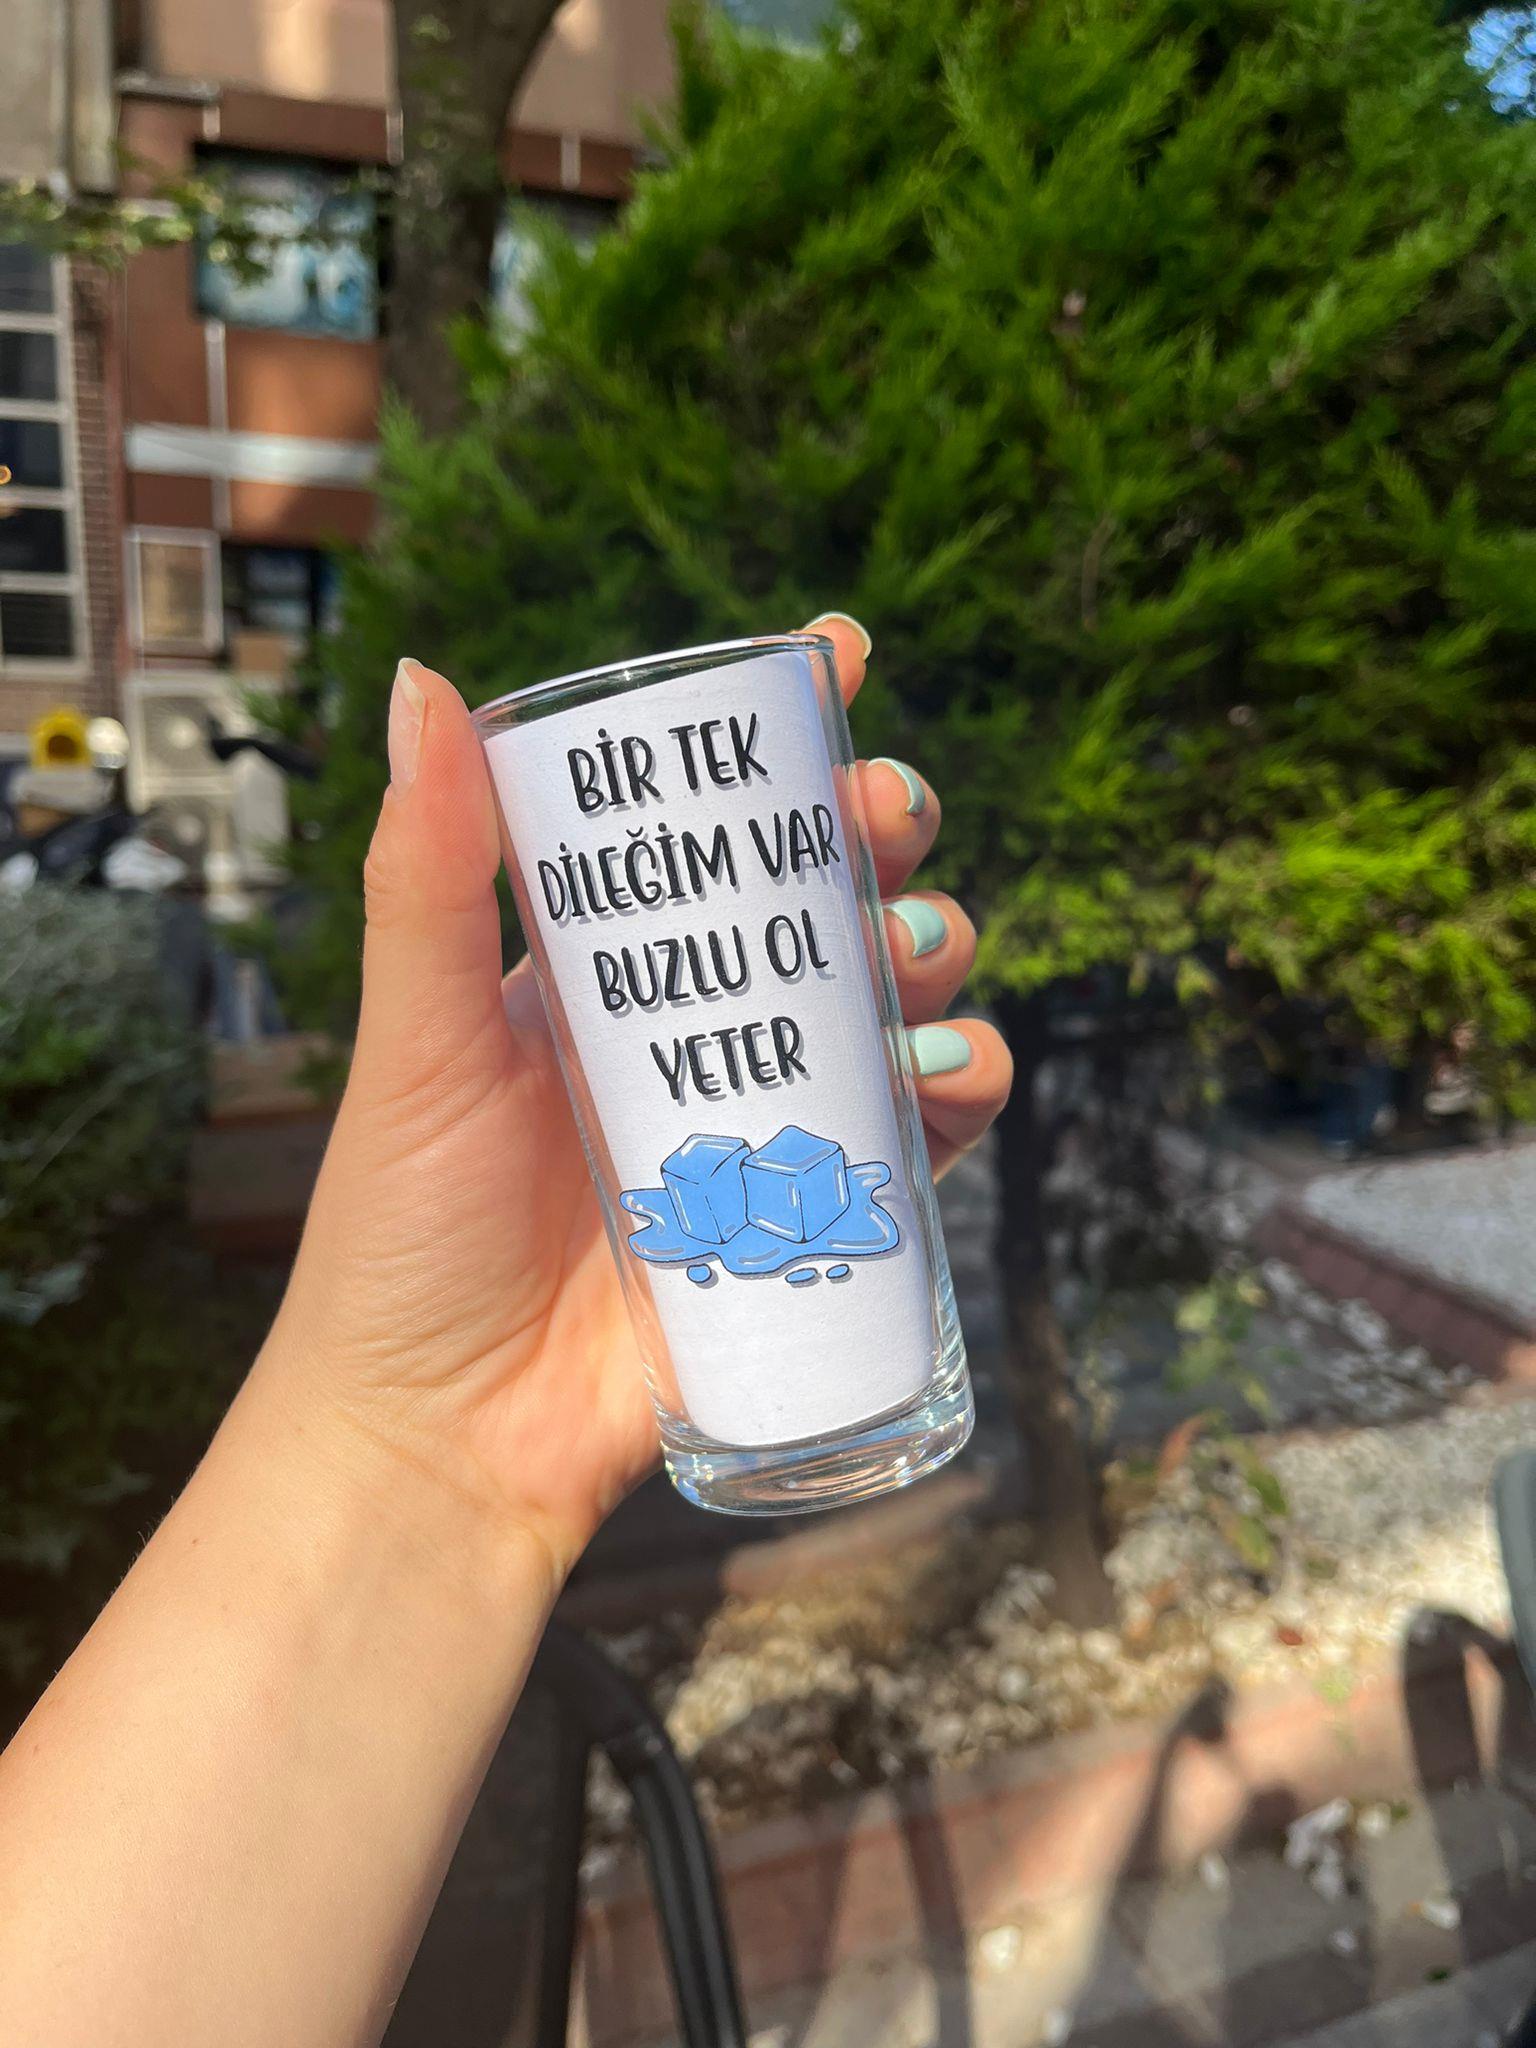 BİR TEK
DİLEĞİM VAR
BUZLU OL
YETER